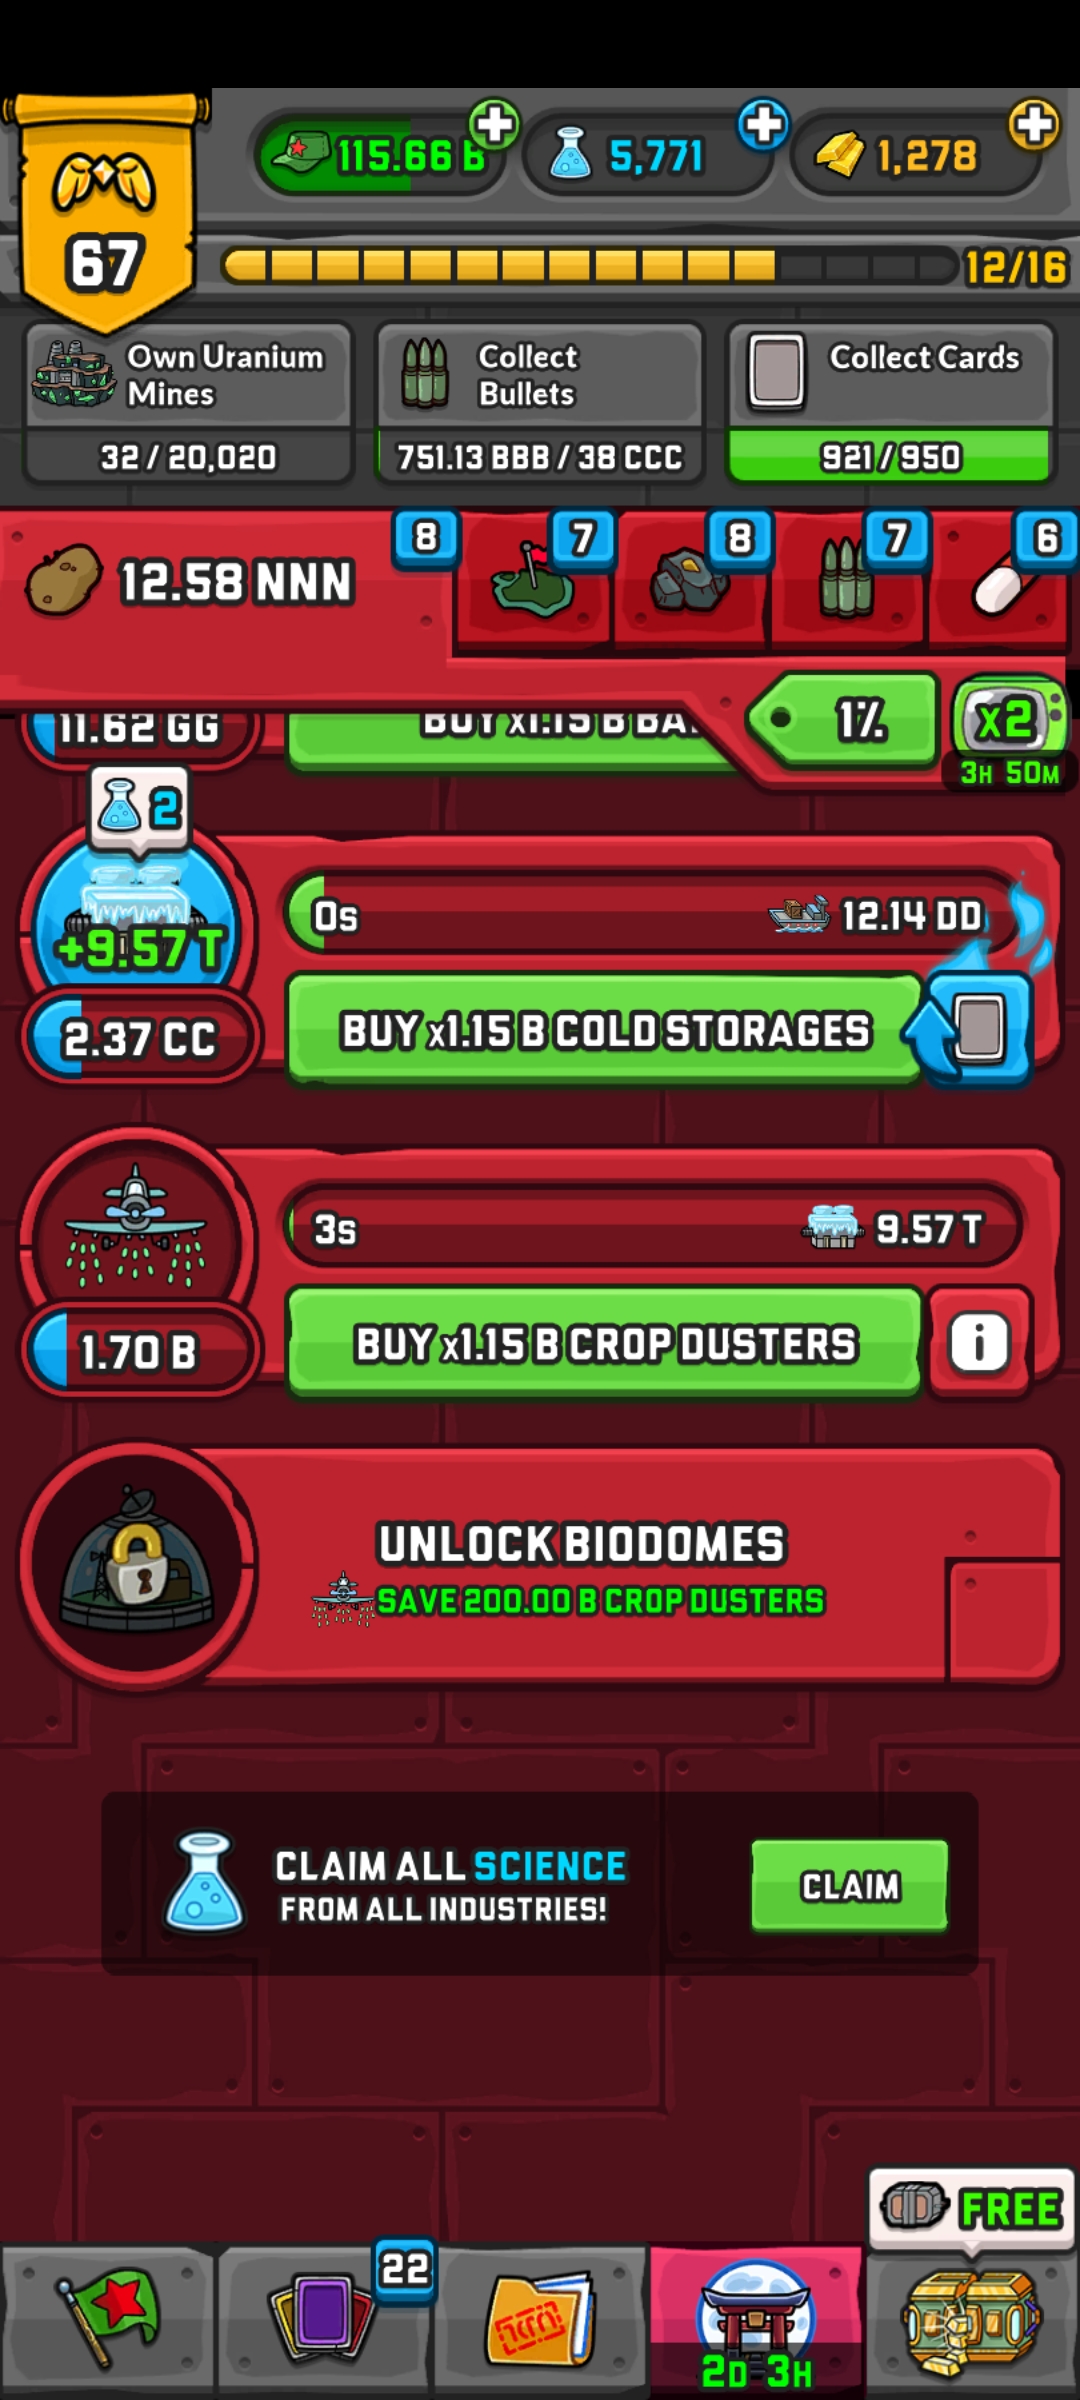 67
115.66 B
5,771
1,278
12/16
Own Uranium
Mines
32 / 20,020
Collect
Bullets
751.13 BBB / 38 CCC
Collect Cards
921 / 950
12.58 NNN
8
7
8
7
6
11.62 GG
BUY x1.15 B BA
1%
x2
3H 50M
2
+9.57 T
2.37 CC
0s
12.14 DD
BUY x1.15 B COLD STORAGES
3s
9.57 T
1.70 B
BUY x1.15 B CROP DUSTERS
i
UNLOCK BIODOMES
SAVE 200.00 B CROP DUSTERS
CLAIM ALL SCIENCE
FROM ALL INDUSTRIES!
CLAIM
FREE
22
2D 3H